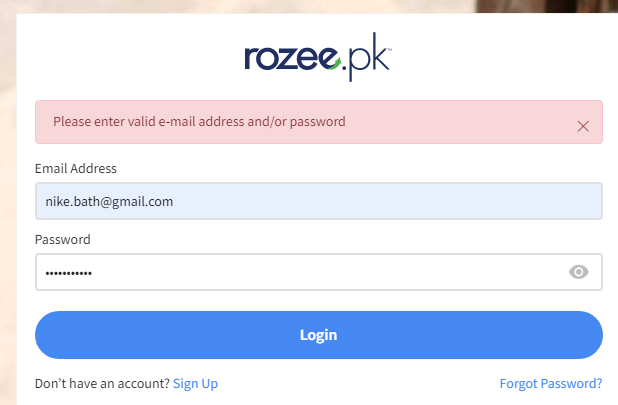 rozee.pk™
Please enter valid e-mail address and/or password
Email Address
nike.bath@gmail.com
Password
•••••••••••
Login
Don't have an account? Sign Up
Forgot Password?